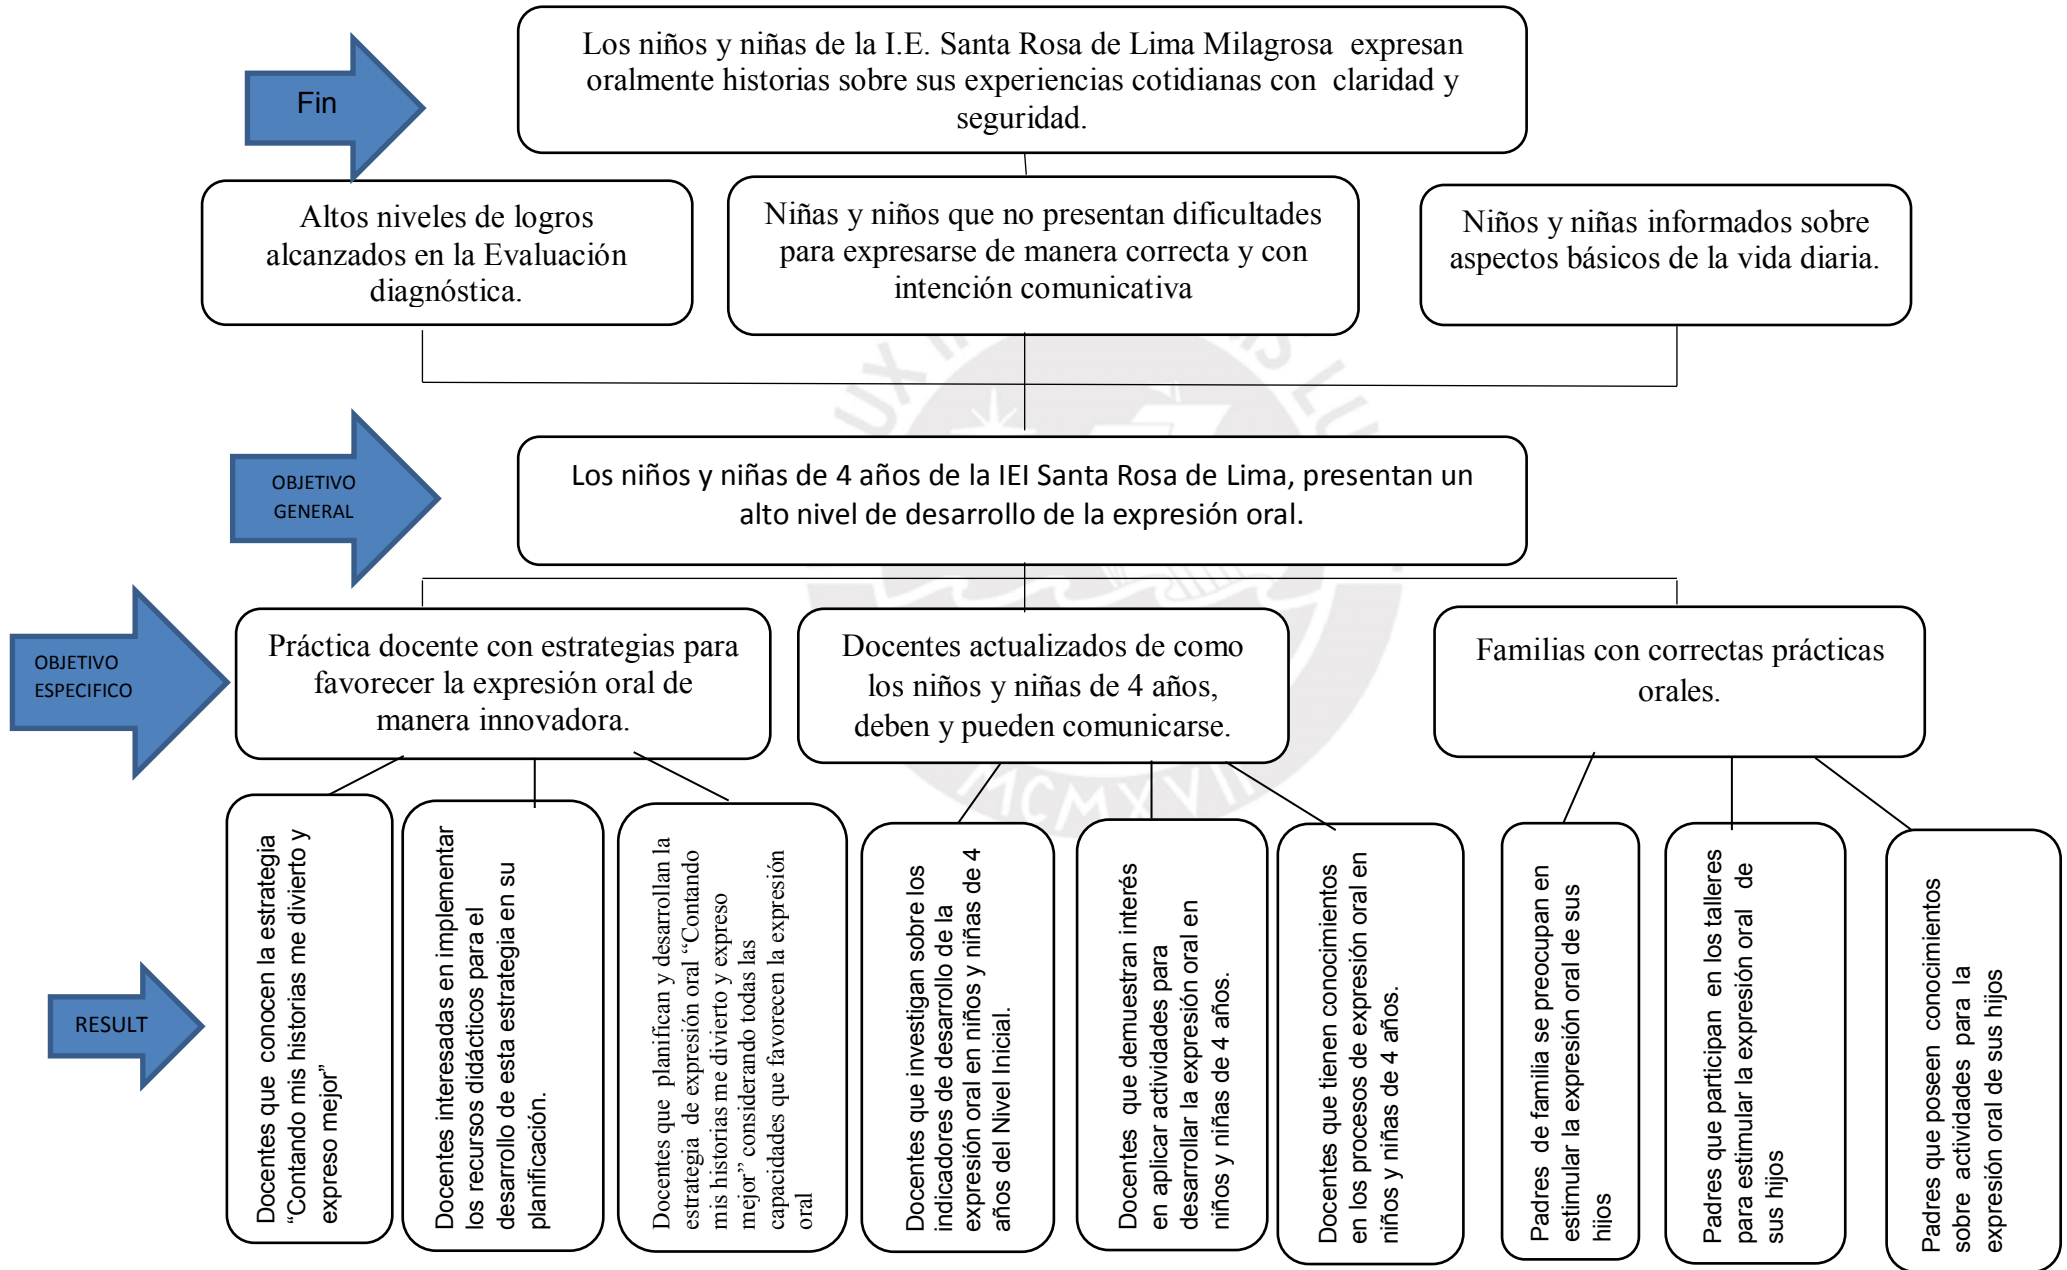 Fin
Los niños y niñas de la I.E. Santa Rosa de Lima Milagrosa expresan
oralmente historias sobre sus experiencias cotidianas con claridad y
seguridad.
Altos niveles de logros
alcanzados en la Evaluación
diagnóstica.
Niñas y niños que no presentan dificultades
para expresarse de manera correcta y con
intención comunicativa
Niños y niñas informados sobre
aspectos básicos de la vida diaria.
OBJETIVO
GENERAL
Los niños y niñas de 4 años de la IEI Santa Rosa de Lima, presentan un
alto nivel de desarrollo de la expresión oral.
OBJETIVO
ESPECIFICO
Práctica docente con estrategias para
favorecer la expresión oral de
manera innovadora.
Docentes actualizados de como
los niños y niñas de 4 años,
deben y pueden comunicarse.
Familias con correctas prácticas
orales.
RESULT
Docentes que conocen la estrategia
“Contando mis historias me divierto y
expreso mejor”
Docentes interesadas en implementar
los recursos didácticos para el
desarrollo de esta estrategia en su
planificación.
Docentes que planifican y desarrollan la
estrategia de expresión oral “Contando
mis historias me divierto y expreso
mejor” considerando todas las
capacidades que favorecen la expresión
oral
Docentes que investigan sobre los
indicadores de desarrollo de la
expresión oral en niños y niñas de 4
años del Nivel Inicial.
Docentes que demuestran interés
en aplicar actividades para
desarrollar la expresión oral en
niños y niñas de 4 años.
Docentes que tienen conocimientos
en los procesos de expresión oral en
niños y niñas de 4 años.
Padres de familia se preocupan en
estimular la expresión oral de sus
hijos
Padres que participan en los talleres
para estimular la expresión oral de
sus hijos
Padres que poseen conocimientos
sobre actividades para la
expresión oral de sus hijos
MCMXVII